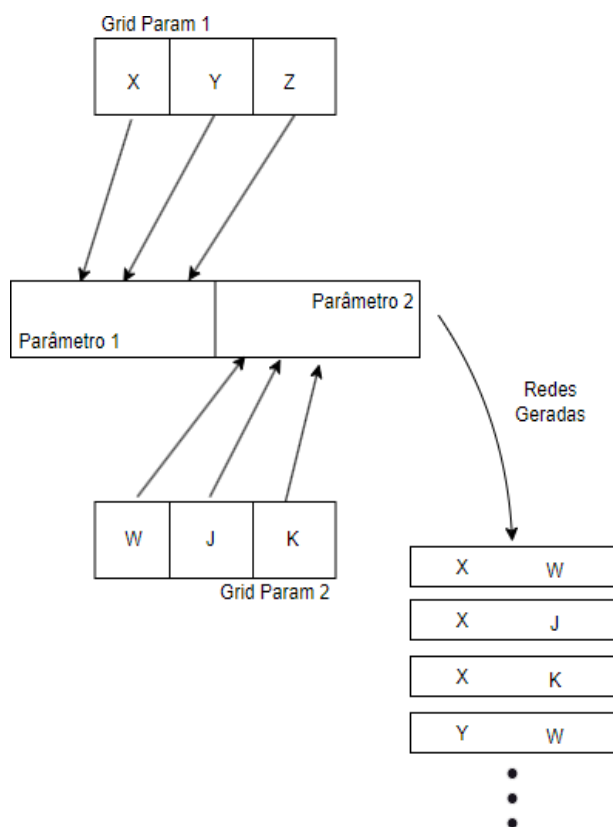 Grid Param 1
X Y Z
Parâmetro 2
Parâmetro 1
Redes
Geradas
W J K
Grid Param 2
X W
X J
X K
Y W